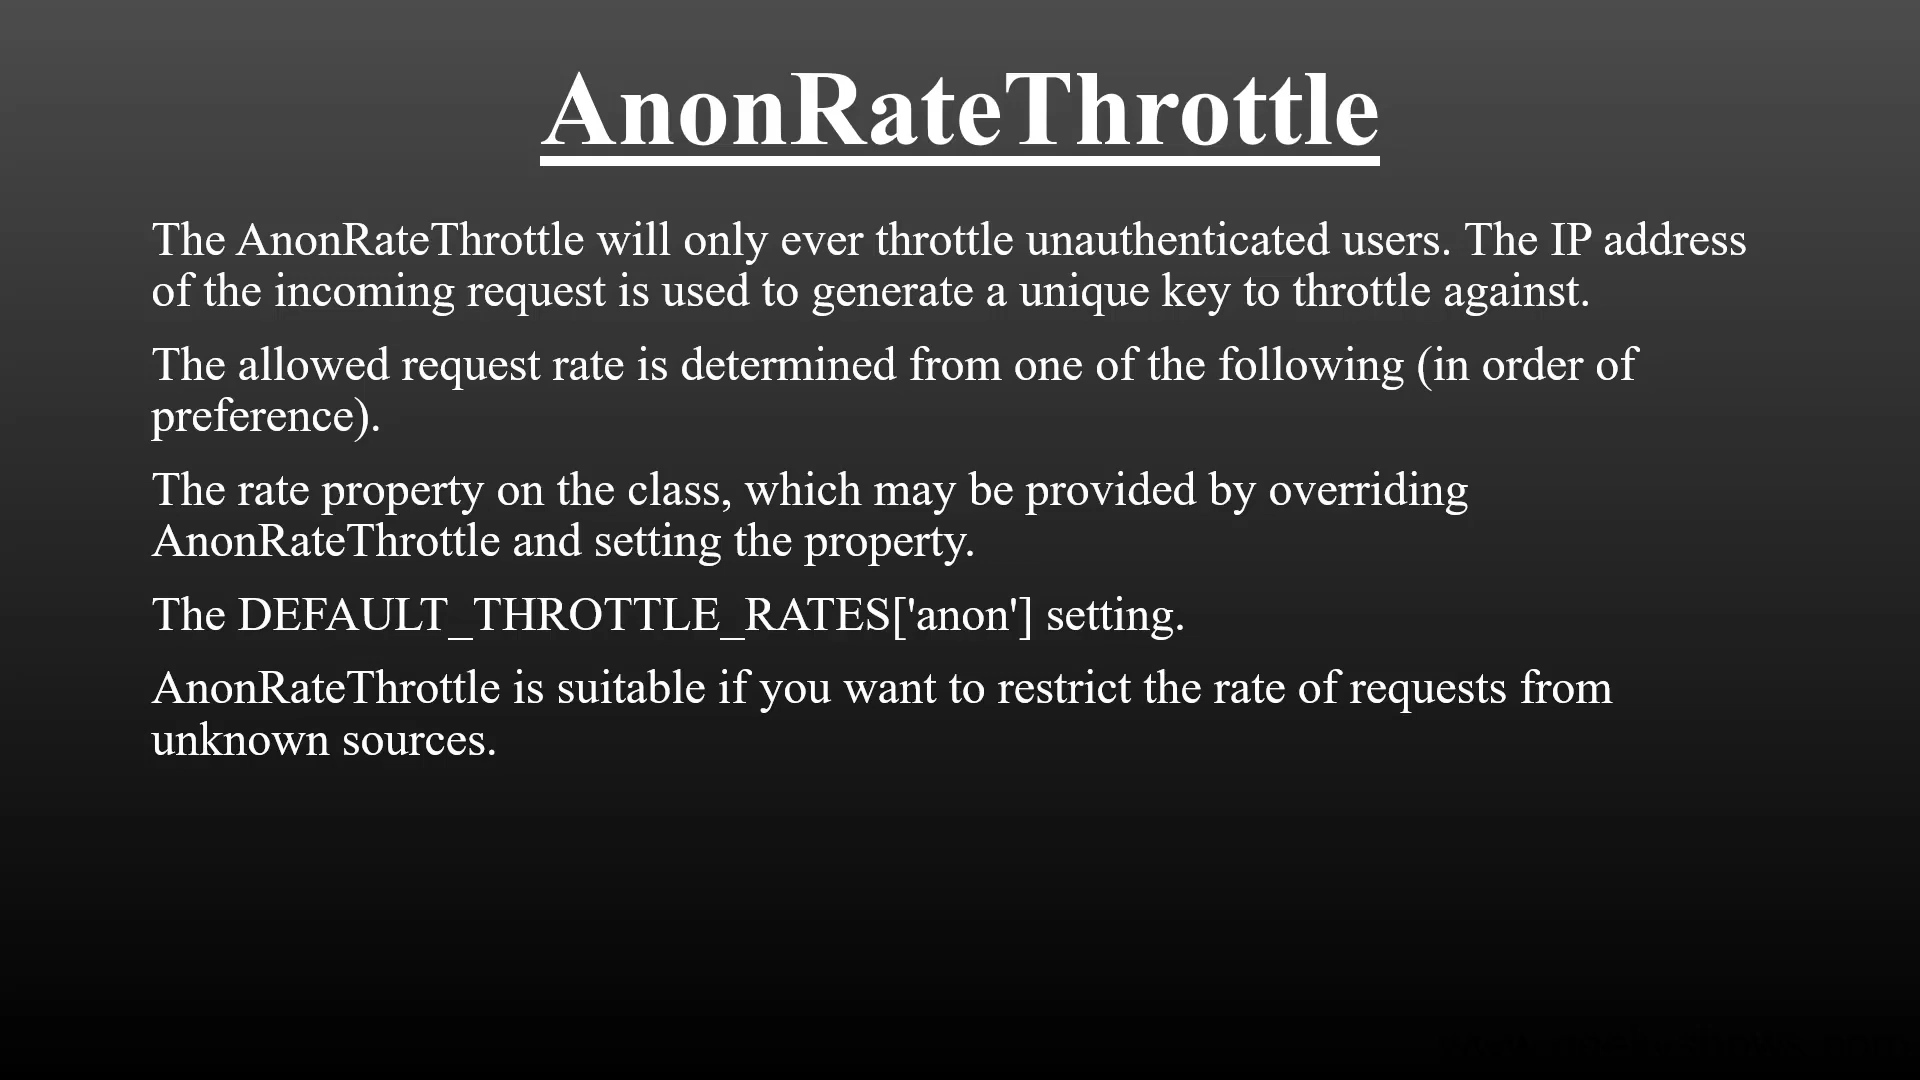 AnonRateThrottle
The AnonRateThrottle will only ever throttle unauthenticated users. The IP address
of the incoming request is used to generate a unique key to throttle against.
The allowed request rate is determined from one of the following (in order of
preference).
The rate property on the class, which may be provided by overriding
AnonRateThrottle and setting the property.
The DEFAULT_THROTTLE_RATES['anon'] setting.
AnonRateThrottle is suitable if you want to restrict the rate of requests from
unknown sources.